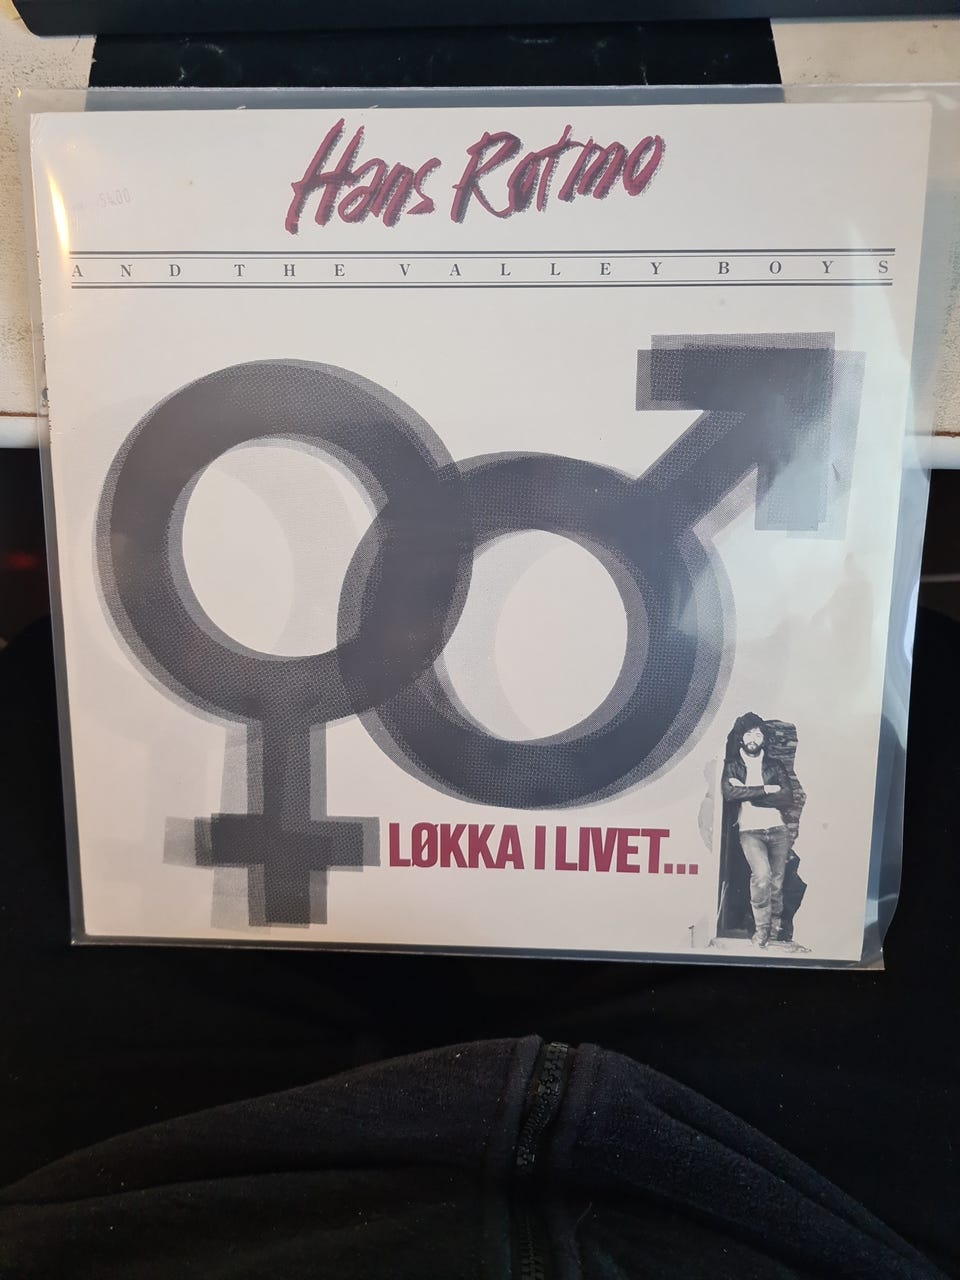 Hans Rotmo
AND THE VALLEY BOYS
LØKKA I LIVET...